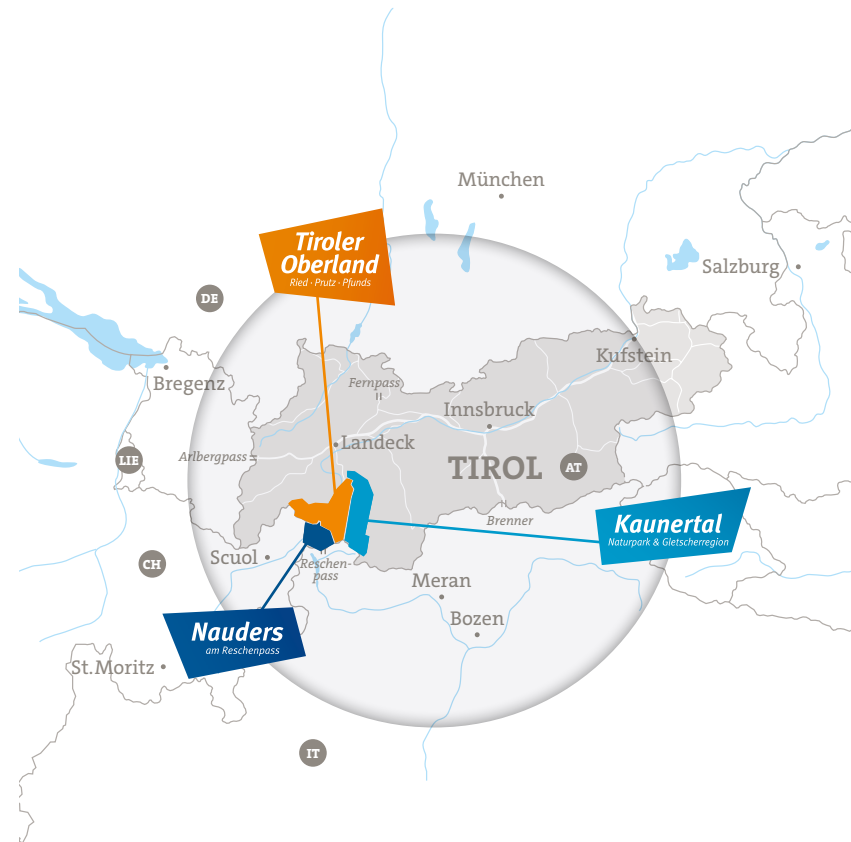 München
Tiroler
Oberland
Ried · Prutz · Pfunds
Salzburg
DE
Kufstein
Bregenz
Fernpass
Innsbruck
Landeck
Arlbergpass
LIE
TIROL
AT
Brenner
Kaunertal
Naturpark & Gletscherregion
Scuol
CH
Reschen-
pass
Meran
Bozen
Nauders
am Reschenpass
St.Moritz
IT